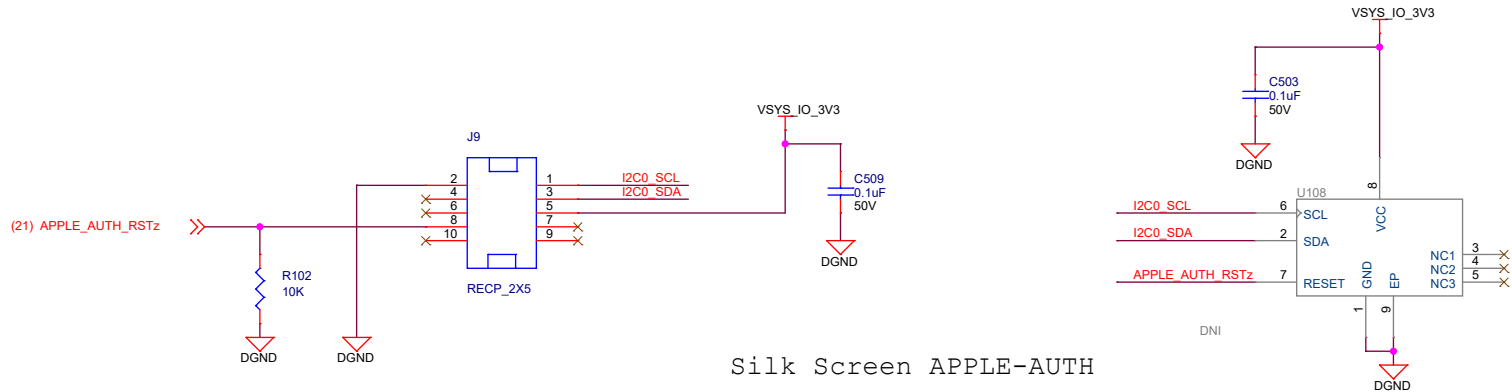 VSYS_IO_3V3
C503
0.1uF
50V
DGND
VSYS_IO_3V3
J9
C509
0.1uF
50V
DGND
2
4
6
8
10
1
3
5
7
9
I2C0_SCL
I2C0_SDA
RECP_2X5
(21) APPLE_AUTH_RSTz
R102
10K
DGND
DGND
U108
8
VCC
I2C0_SCL
6
SCL
I2C0_SDA
2
SDA
APPLE_AUTH_RSTz
7
RESET
GND
EP
NC1
3
NC2
4
NC3
5
1
9
DNI
DGND
Silk Screen APPLE-AUTH